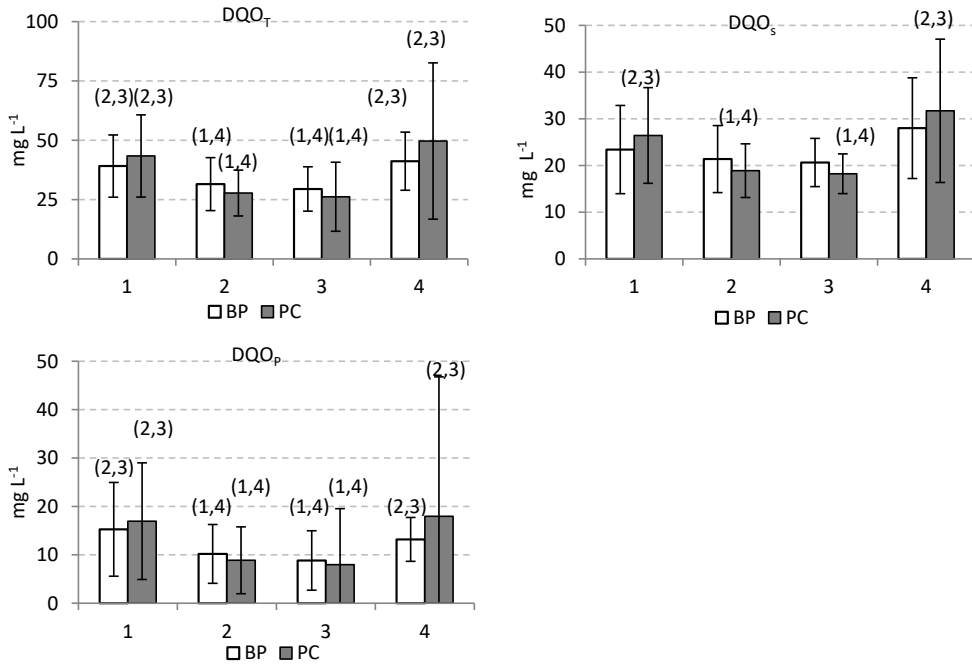 DQO_T
100
75
50
25
0
mg L⁻¹
(2,3) (2,3)
(1,4)
(1,4)
(1,4) (1,4)
(2,3)
(2,3)
1 2 3 4
BP PC
DQO_s
50
40
30
20
10
0
mg L⁻¹
(2,3)
(1,4)
(1,4)
(2,3)
1 2 3 4
BP PC
DQO_P
50
40
30
20
10
0
mg L⁻¹
(2,3)
(2,3)
(1,4)
(1,4)
(1,4)
(1,4)
(2,3)
(2,3)
1 2 3 4
BP PC